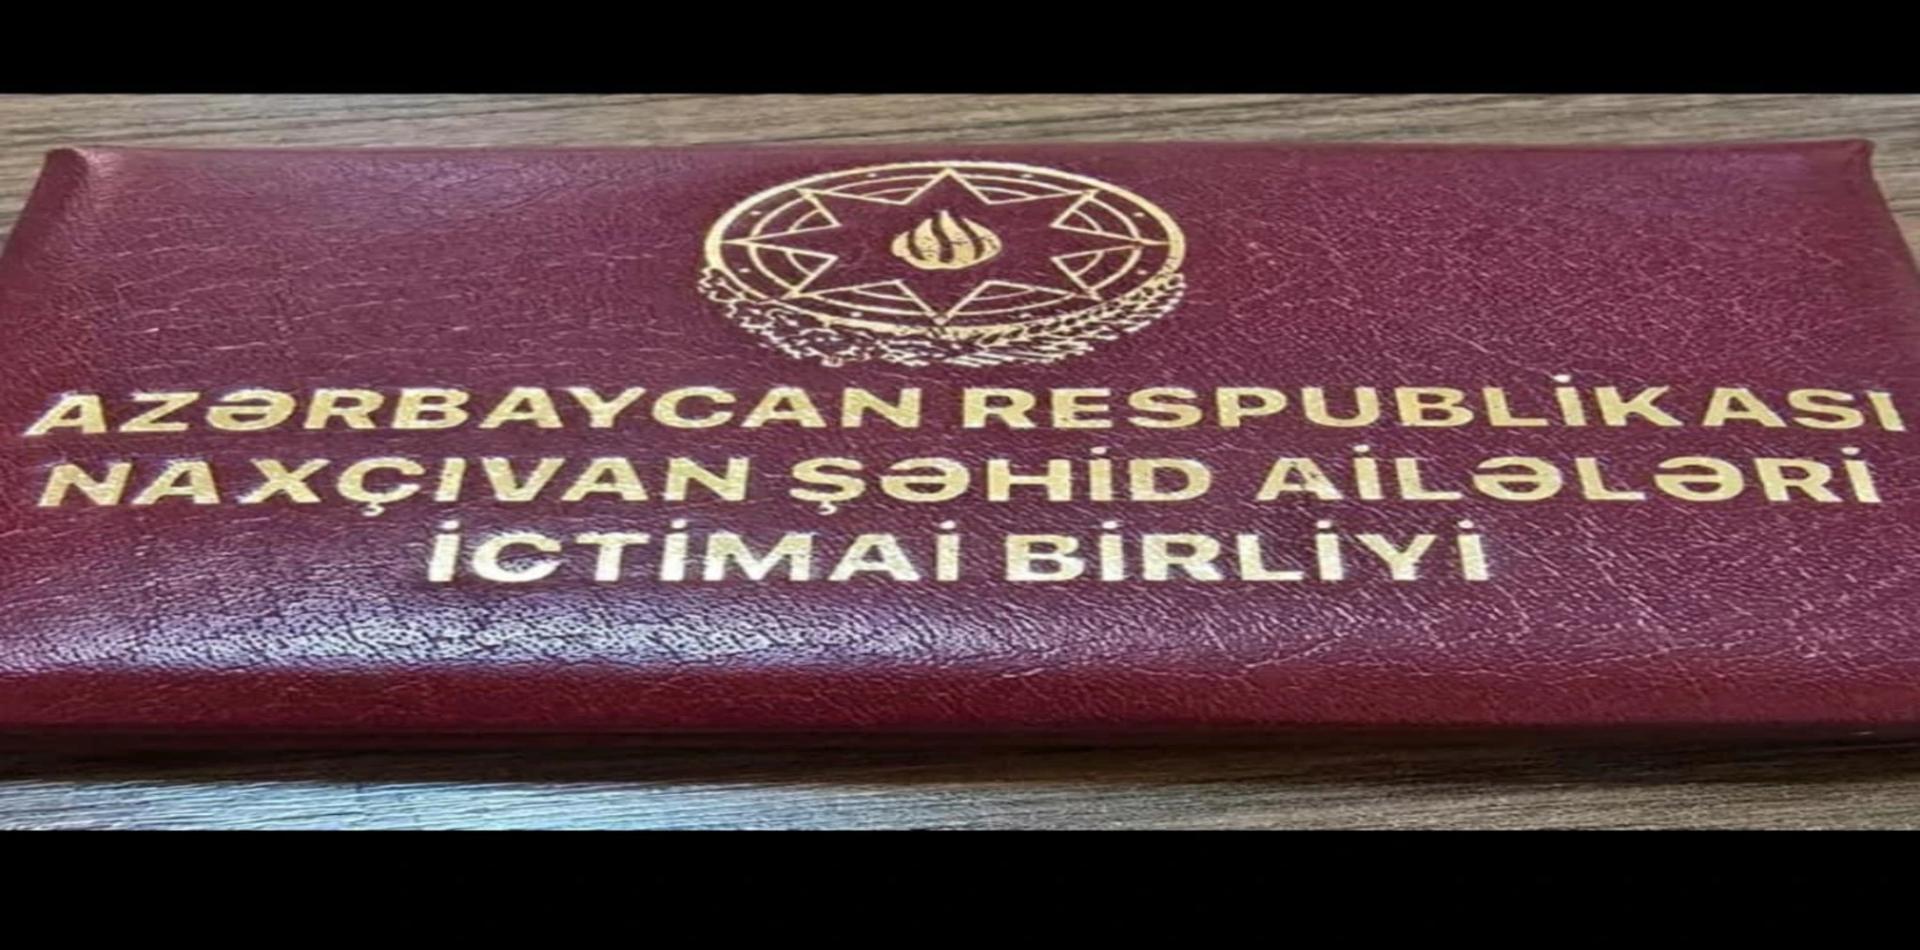 AZƏRBAYCAN RESPUBLİKASI
NAXÇIVAN ŞƏHİD AİLƏLƏRİ
İCTİMAİ BİRLİYİ